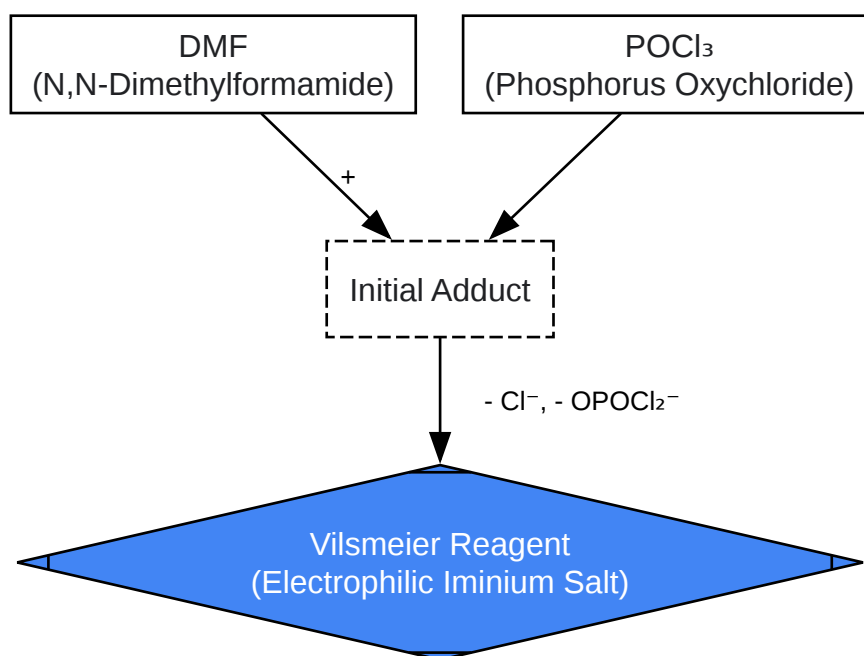 DMF
(N,N-Dimethylformamide)
POCl₃
(Phosphorus Oxychloride)
+
Initial Adduct
- Cl⁻, - OPOCl₂⁻
Vilsmeier Reagent
(Electrophilic Iminium Salt)